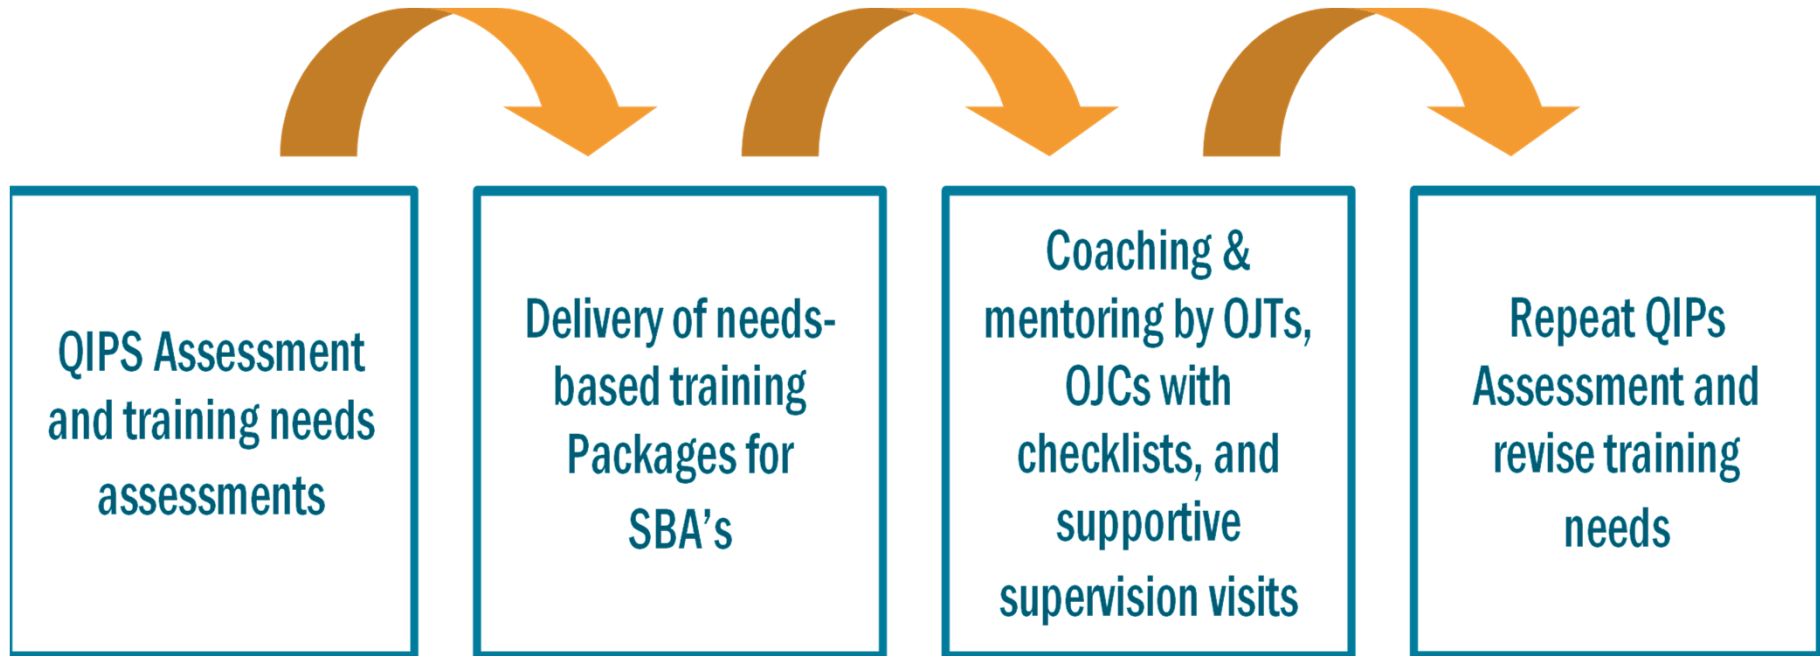 QIPS Assessment
and training needs
assessments
Delivery of needs-
based training
Packages for
SBA’s
Coaching &
mentoring by OJTs,
OJCs with
checklists, and
supportive
supervision visits
Repeat QIPs
Assessment and
revise training
needs